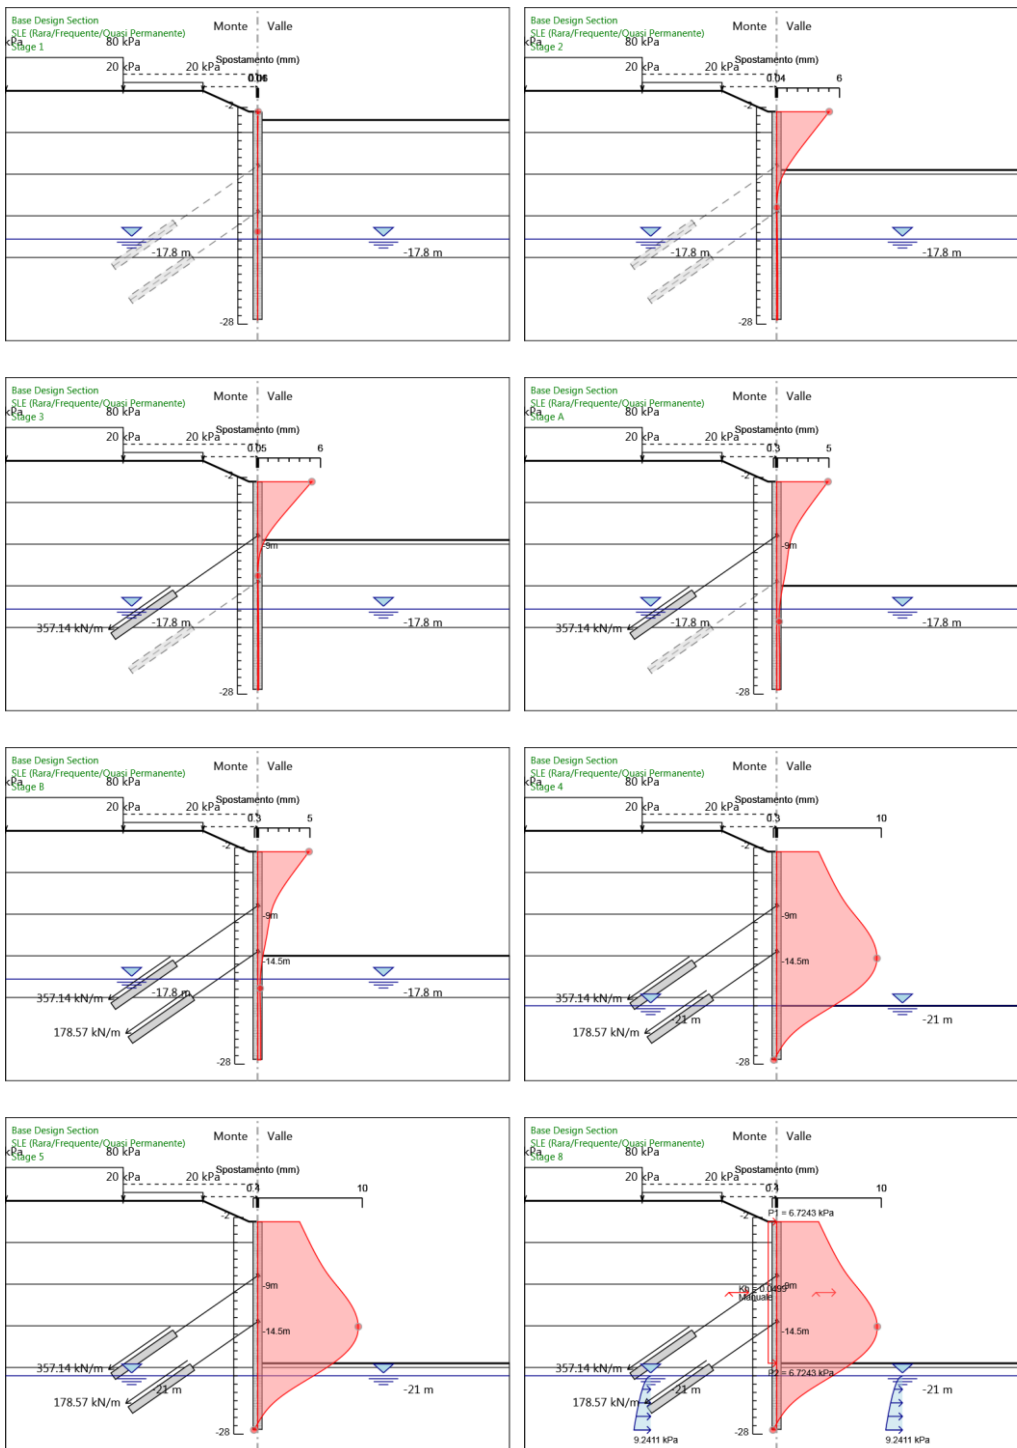 Base Design Section
SLE (Rara/Frequente/Quasi Permanente)
Stage 1
kPa
80 kPa
20 kPa
20 kPa
Monte
Valle
Spostamento (mm)
-2
-17.8 m
-17.8 m
-28
Base Design Section
SLE (Rara/Frequente/Quasi Permanente)
Stage 2
kPa
80 kPa
20 kPa
20 kPa
Monte
Valle
Spostamento (mm)
0.04
6
-2
-17.8 m
-17.8 m
-28
Base Design Section
SLE (Rara/Frequente/Quasi Permanente)
Stage 3
kPa
80 kPa
20 kPa
20 kPa
Monte
Valle
Spostamento (mm)
0.05
6
-2
-9m
357.14 kN/m
-17.8 m
-17.8 m
-28
Base Design Section
SLE (Rara/Frequente/Quasi Permanente)
Stage A
kPa
80 kPa
20 kPa
20 kPa
Monte
Valle
Spostamento (mm)
0.3
5
-2
-9m
357.14 kN/m
-17.8 m
-17.8 m
-28
Base Design Section
SLE (Rara/Frequente/Quasi Permanente)
Stage B
kPa
80 kPa
20 kPa
20 kPa
Monte
Valle
Spostamento (mm)
0.3
5
-2
-9m
-14.5m
357.14 kN/m
-17.8 m
-17.8 m
178.57 kN/m
-28
Base Design Section
SLE (Rara/Frequente/Quasi Permanente)
Stage 4
kPa
80 kPa
20 kPa
20 kPa
Monte
Valle
Spostamento (mm)
0.3
10
-2
-9m
-14.5m
357.14 kN/m
-21 m
-21 m
178.57 kN/m
-28
Base Design Section
SLE (Rara/Frequente/Quasi Permanente)
Stage 5
kPa
80 kPa
20 kPa
20 kPa
Monte
Valle
Spostamento (mm)
0.4
10
-2
-9m
-14.5m
357.14 kN/m
-21 m
-21 m
178.57 kN/m
-28
Base Design Section
SLE (Rara/Frequente/Quasi Permanente)
Stage 8
kPa
80 kPa
20 kPa
20 kPa
Monte
Valle
Spostamento (mm)
0.4
10
P1 = 6.7243 kPa
-2
-9m
Kh = 0.0499
Manuale
-14.5m
357.14 kN/m
P2 = 6.7243 kPa
-21 m
-21 m
178.57 kN/m
-28
9.2411 kPa
9.2411 kPa